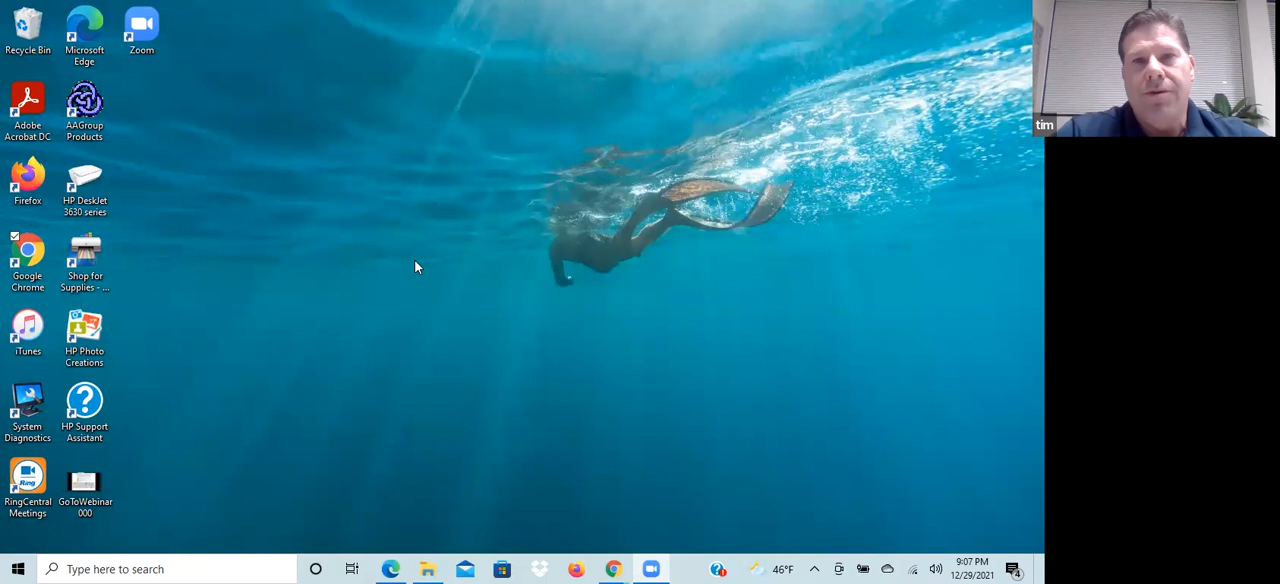 Recycle Bin
Microsoft
Edge
Zoom
tim
Adobe
Acrobat DC
AAGroup
Products
Firefox
HP DeskJet
3630 series
Google
Chrome
Shop for
Supplies - ...
iTunes
HP Photo
Creations
System
Diagnostics
HP Support
Assistant
Ring
RingCentral
Meetings
GoToWebinar
000
Type here to search
46°F
9:07 PM
12/29/2021
4